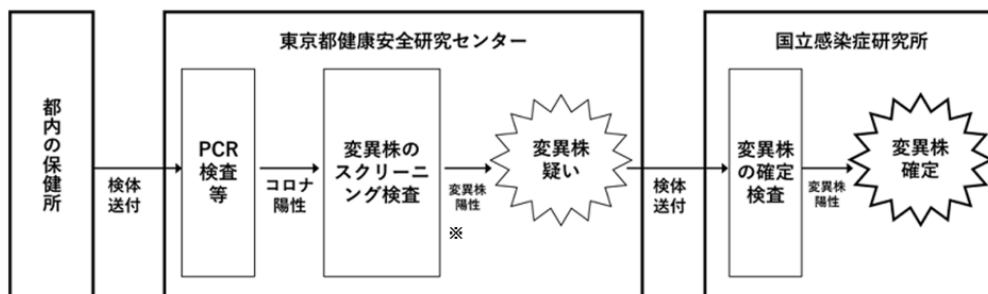 都内の保健所
検体
送付
東京都健康安全研究センター
PCR
検査
等
コロナ
陽性
変異株の
スクリーニ
ング検査
変異株
陽性
※
変異株
疑い
検体
送付
国立感染症研究所
変異株
の確定
検査
変異株
陽性
変異株
確定